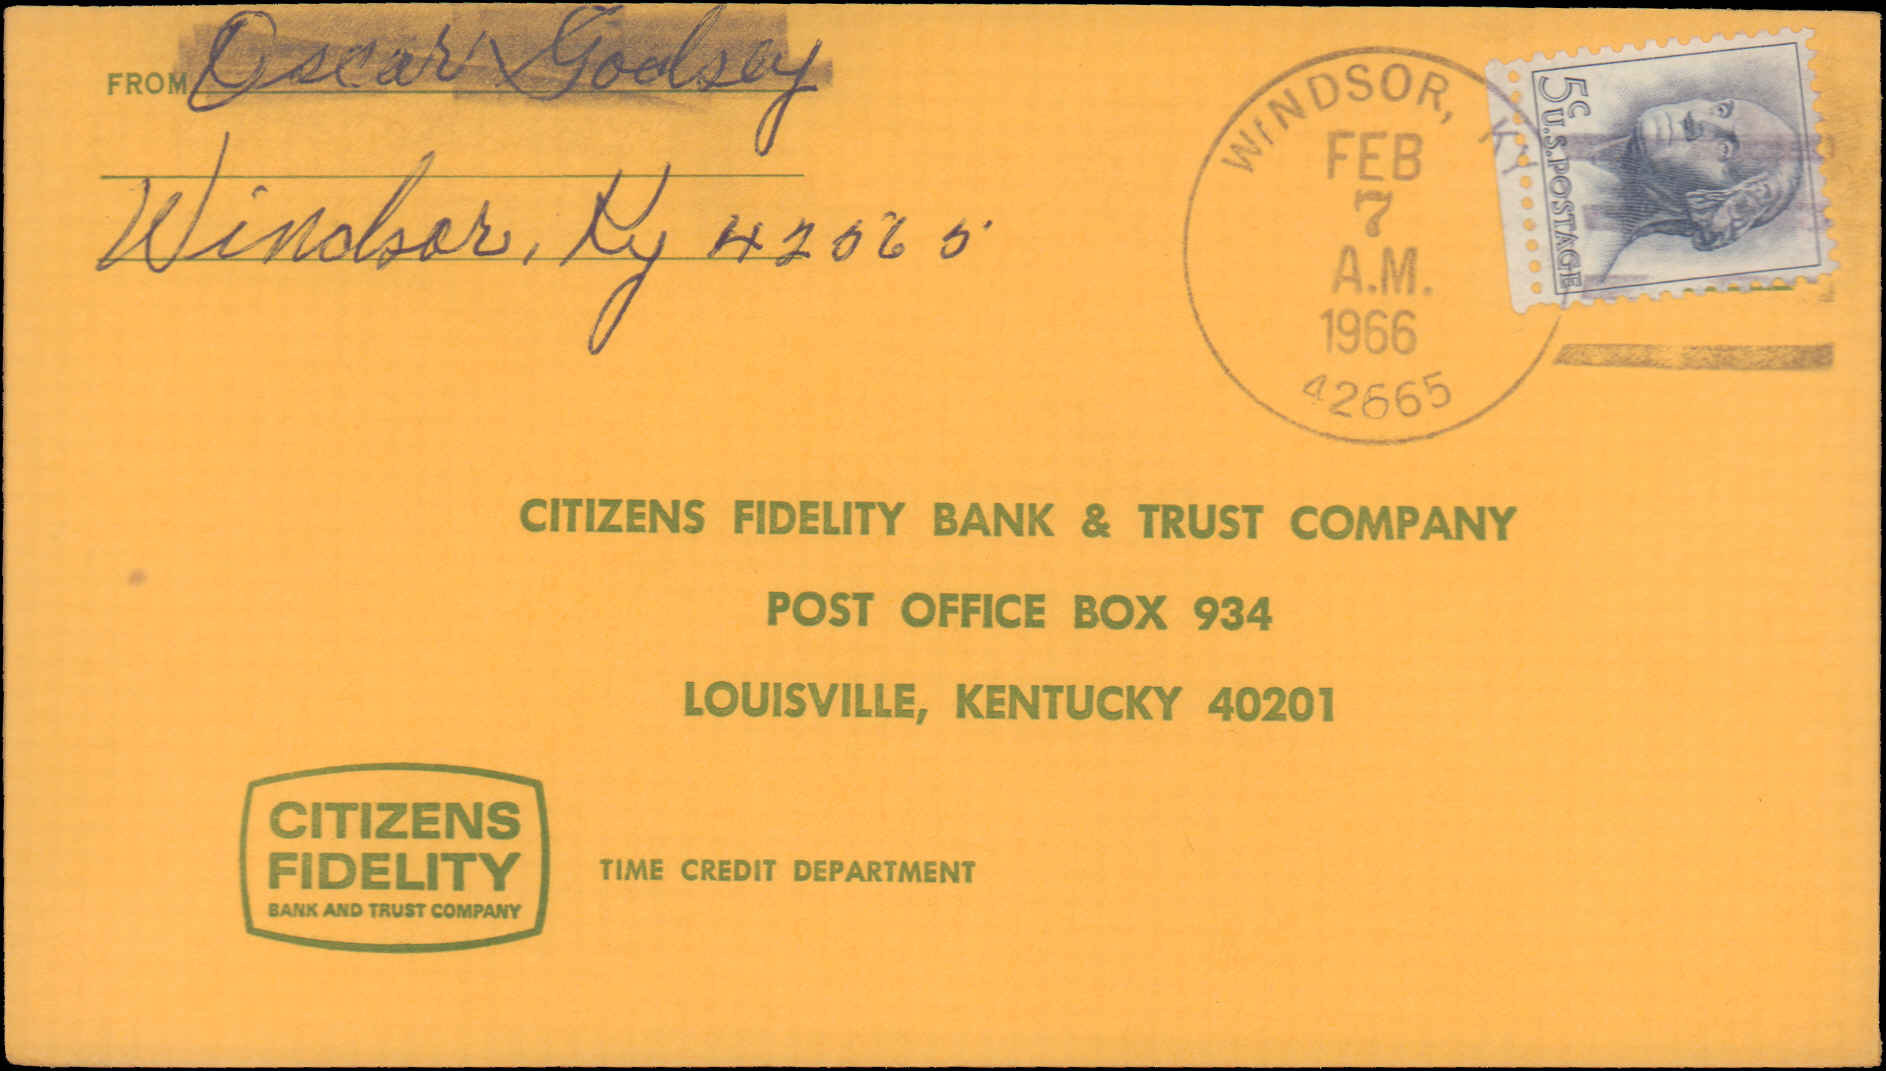 FROM Oscar Godsey
Windsor, Ky 42565
WINDSOR, KY
FEB
7
A.M.
1966
42665
5c U.S. POSTAGE
CITIZENS FIDELITY BANK & TRUST COMPANY
POST OFFICE BOX 934
LOUISVILLE, KENTUCKY 40201
CITIZENS
FIDELITY
BANK AND TRUST COMPANY
TIME CREDIT DEPARTMENT